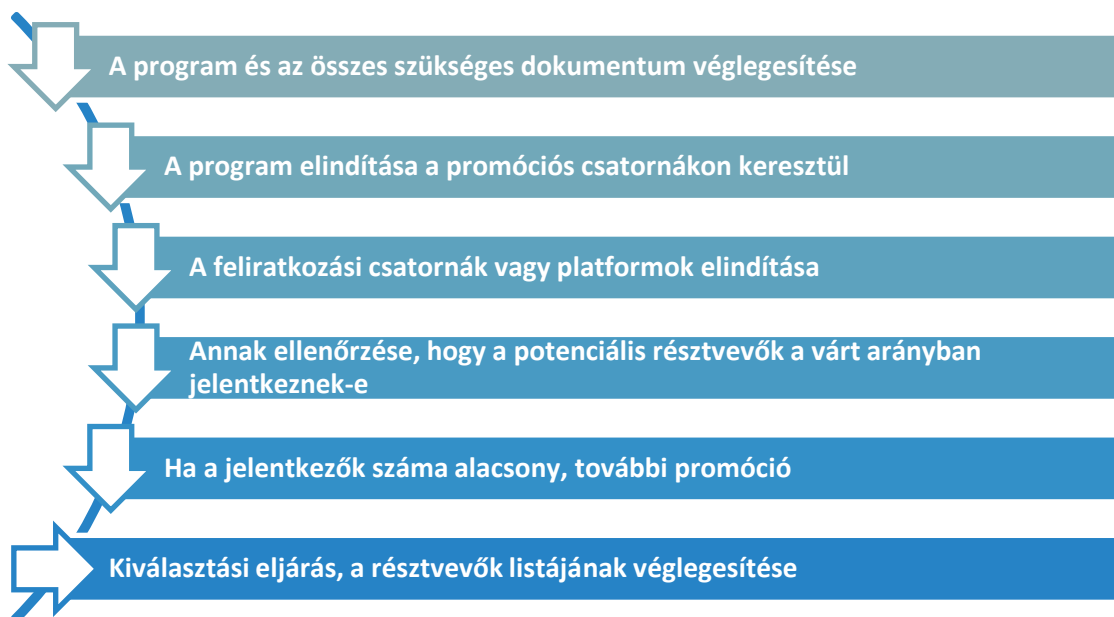 A program és az összes szükséges dokumentum véglegesítése
A program elindítása a promóciós csatornákon keresztül
A feliratkozási csatornák vagy platformok elindítása
Annak ellenőrzése, hogy a potenciális résztvevők a várt arányban
jelentkeznek-e
Ha a jelentkezők száma alacsony, további promóció
Kiválasztási eljárás, a résztvevők listájának véglegesítése